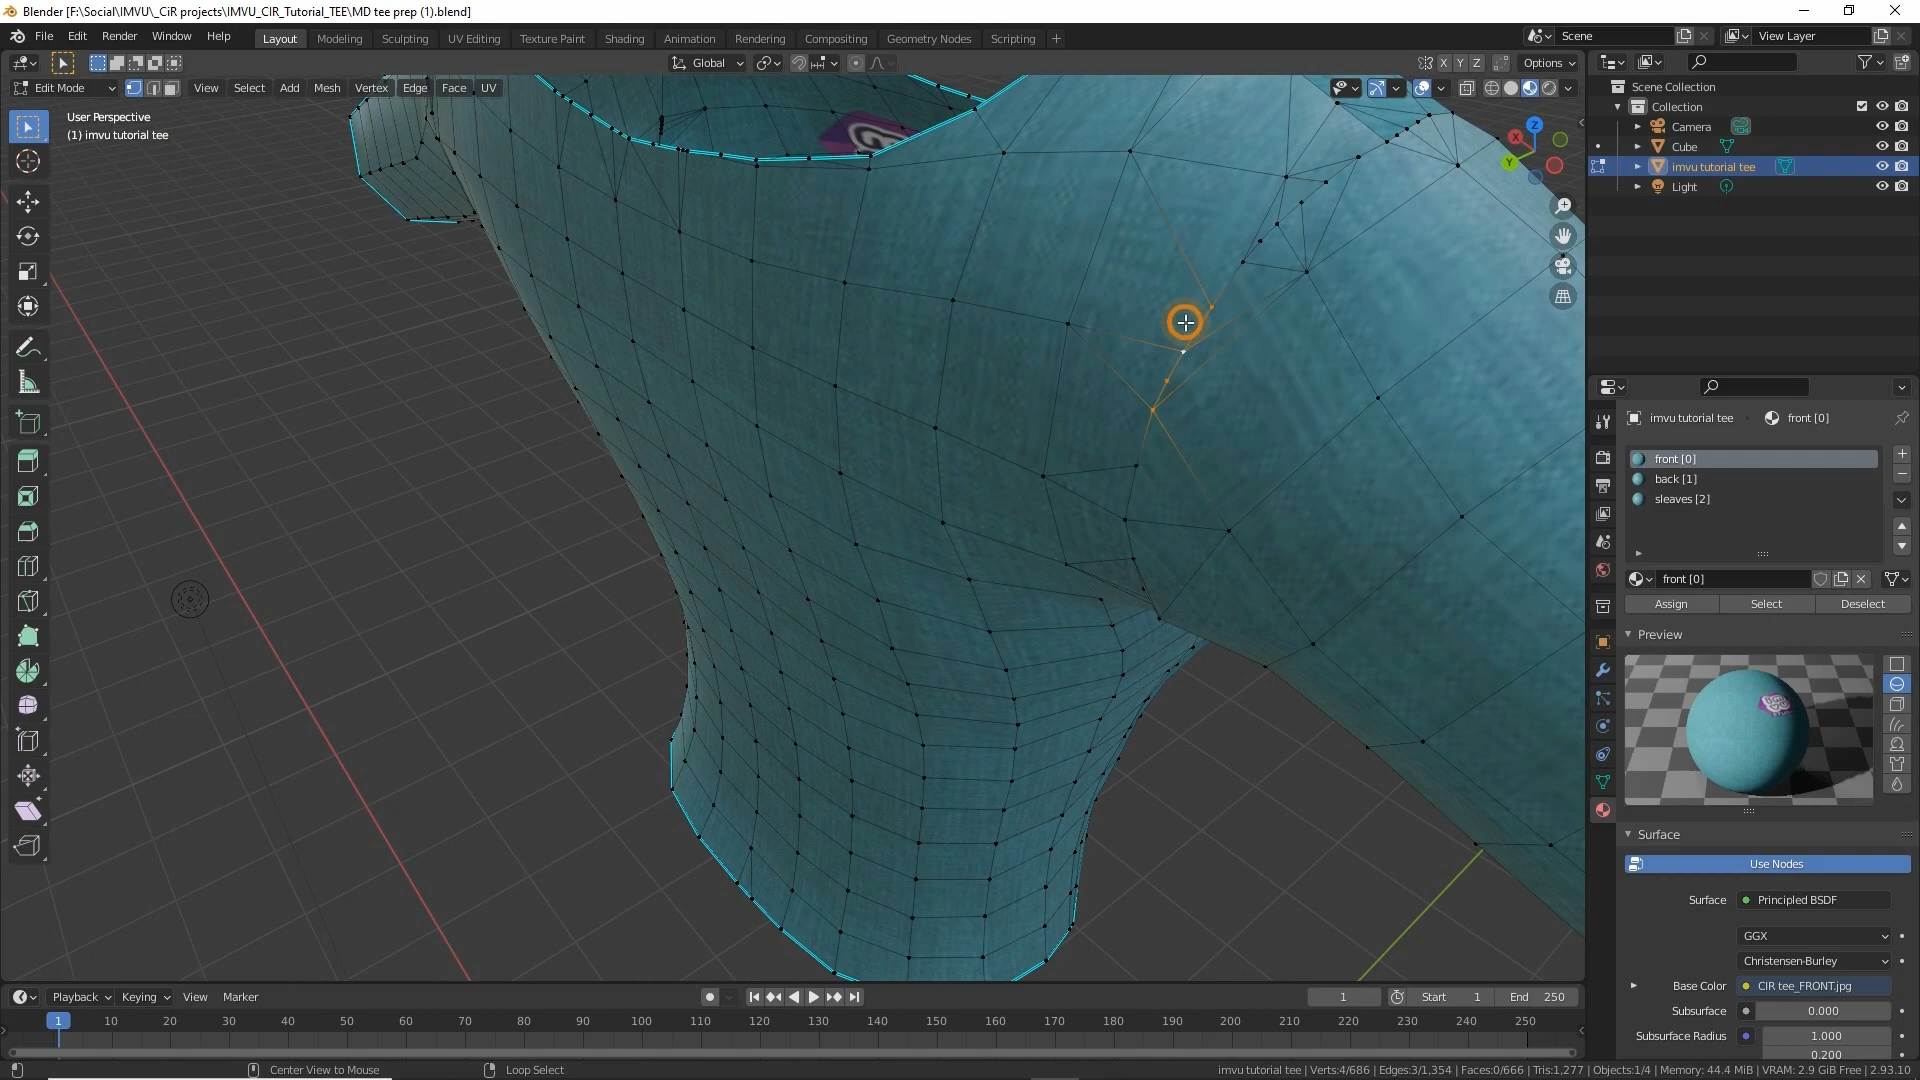 Blender [F:\Social\IMVU\_CiR projects\IMVU_CIR_Tutorial_TEE\MD tee prep (1).blend]
File Edit Render Window Help Layout Modeling Sculpting UV Editing Texture Paint Shading Animation Rendering Compositing Geometry Nodes Scripting + Scene View Layer
Global X Y Z Options
Edit Mode View Select Add Mesh Vertex Edge Face UV
User Perspective
(1) imvu tutorial tee
Z
X
Y
Scene Collection
Collection
Camera
Cube
imvu tutorial tee
Light
imvu tutorial tee front [0]
front [0]
back [1]
sleaves [2]
front [0]
Assign Select Deselect
Preview
Surface
Use Nodes
Surface Principled BSDF
GGX
Christensen-Burley
Base Color CIR tee_FRONT.jpg
Subsurface 0.000
Subsurface Radius 1.000
0.200
Playback Keying View Marker 1 Start 1 End 250
1 10 20 30 40 50 60 70 80 90 100 110 120 130 140 150 160 170 180 190 200 210 220 230 240 250
Center View to Mouse Loop Select imvu tutorial tee | Verts:4/686 | Edges:3/1,354 | Faces:0/666 | Tris:1,277 | Objects:1/4 | Memory: 44.4 MiB | VRAM: 2.9 GiB Free | 2.93.10